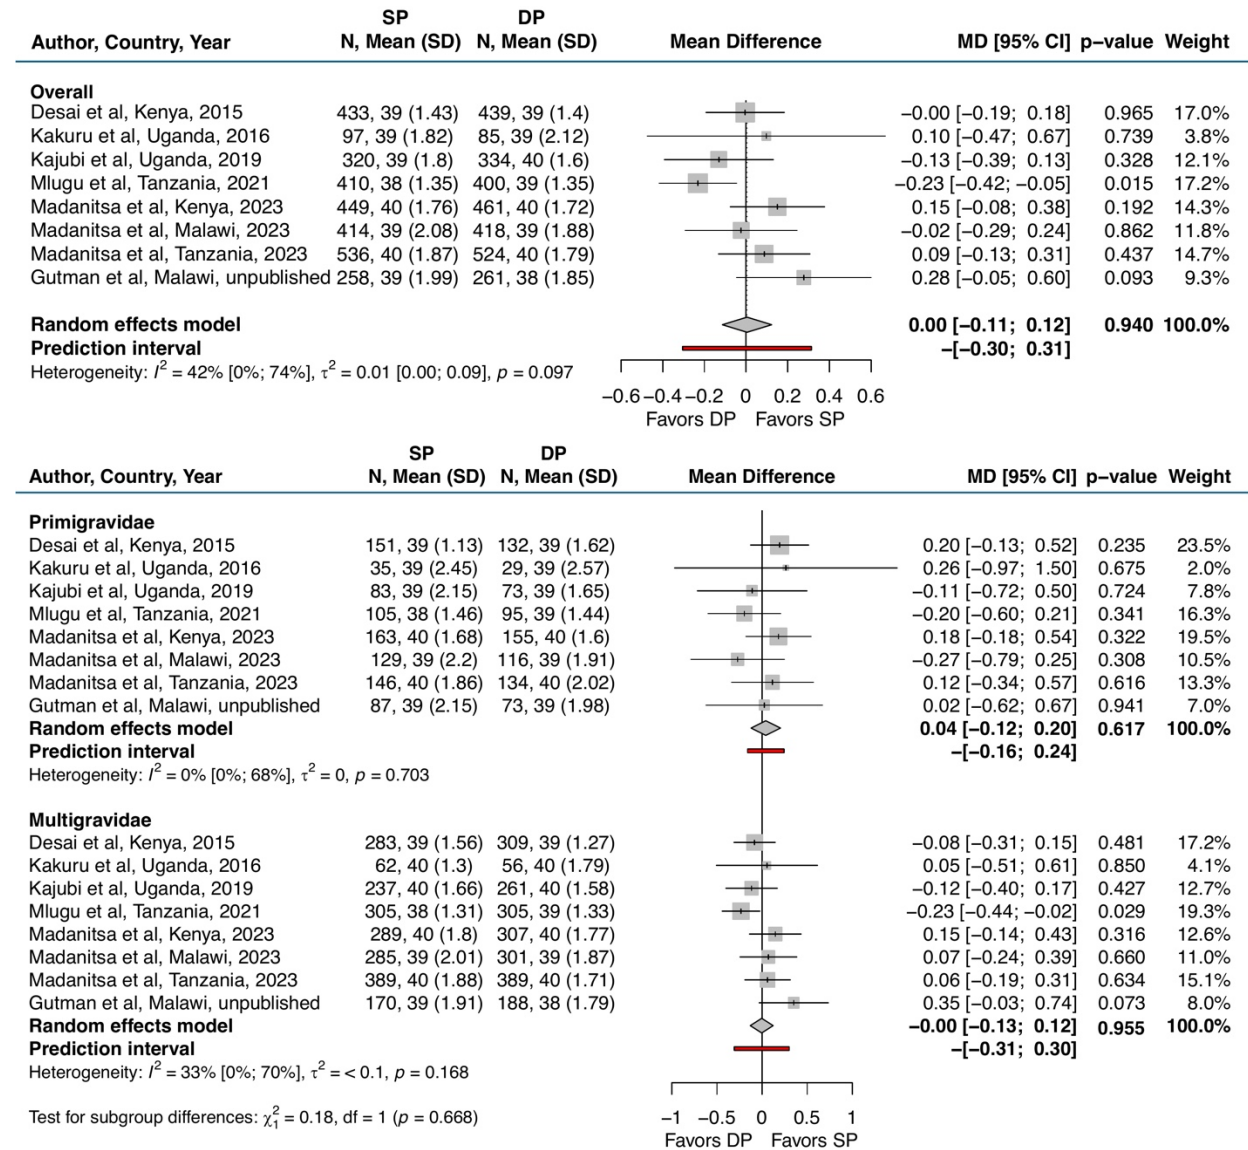 SP DP
Author, Country, Year N, Mean (SD) N, Mean (SD) Mean Difference MD [95% CI] p−value Weight
Overall
Desai et al, Kenya, 2015 433, 39 (1.43) 439, 39 (1.4) −0.00 [−0.19; 0.18] 0.965 17.0%
Kakuru et al, Uganda, 2016 97, 39 (1.82) 85, 39 (2.12) 0.10 [−0.47; 0.67] 0.739 3.8%
Kajubi et al, Uganda, 2019 320, 39 (1.8) 334, 40 (1.6) −0.13 [−0.39; 0.13] 0.328 12.1%
Mlugu et al, Tanzania, 2021 410, 38 (1.35) 400, 39 (1.35) −0.23 [−0.42; −0.05] 0.015 17.2%
Madanitsa et al, Kenya, 2023 449, 40 (1.76) 461, 40 (1.72) 0.15 [−0.08; 0.38] 0.192 14.3%
Madanitsa et al, Malawi, 2023 414, 39 (2.08) 418, 39 (1.88) −0.02 [−0.29; 0.24] 0.862 11.8%
Madanitsa et al, Tanzania, 2023 536, 40 (1.87) 524, 40 (1.79) 0.09 [−0.13; 0.31] 0.437 14.7%
Gutman et al, Malawi, unpublished 258, 39 (1.99) 261, 38 (1.85) 0.28 [−0.05; 0.60] 0.093 9.3%
Random effects model 0.00 [−0.11; 0.12] 0.940 100.0%
Prediction interval −[−0.30; 0.31]
Heterogeneity: I² = 42% [0%; 74%], τ² = 0.01 [0.00; 0.09], p = 0.097
−0.6 −0.4 −0.2 0 0.2 0.4 0.6
Favors DP Favors SP
SP DP
Author, Country, Year N, Mean (SD) N, Mean (SD) Mean Difference MD [95% CI] p−value Weight
Primigravidae
Desai et al, Kenya, 2015 151, 39 (1.13) 132, 39 (1.62) 0.20 [−0.13; 0.52] 0.235 23.5%
Kakuru et al, Uganda, 2016 35, 39 (2.45) 29, 39 (2.57) 0.26 [−0.97; 1.50] 0.675 2.0%
Kajubi et al, Uganda, 2019 83, 39 (2.15) 73, 39 (1.65) −0.11 [−0.72; 0.50] 0.724 7.8%
Mlugu et al, Tanzania, 2021 105, 38 (1.46) 95, 39 (1.44) −0.20 [−0.60; 0.21] 0.341 16.3%
Madanitsa et al, Kenya, 2023 163, 40 (1.68) 155, 40 (1.6) 0.18 [−0.18; 0.54] 0.322 19.5%
Madanitsa et al, Malawi, 2023 129, 39 (2.2) 116, 39 (1.91) −0.27 [−0.79; 0.25] 0.308 10.5%
Madanitsa et al, Tanzania, 2023 146, 40 (1.86) 134, 40 (2.02) 0.12 [−0.34; 0.57] 0.616 13.3%
Gutman et al, Malawi, unpublished 87, 39 (2.15) 73, 39 (1.98) 0.02 [−0.62; 0.67] 0.941 7.0%
Random effects model 0.04 [−0.12; 0.20] 0.617 100.0%
Prediction interval −[−0.16; 0.24]
Heterogeneity: I² = 0% [0%; 68%], τ² = 0, p = 0.703
Multigravidae
Desai et al, Kenya, 2015 283, 39 (1.56) 309, 39 (1.27) −0.08 [−0.31; 0.15] 0.481 17.2%
Kakuru et al, Uganda, 2016 62, 40 (1.3) 56, 40 (1.79) 0.05 [−0.51; 0.61] 0.850 4.1%
Kajubi et al, Uganda, 2019 237, 40 (1.66) 261, 40 (1.58) −0.12 [−0.40; 0.17] 0.427 12.7%
Mlugu et al, Tanzania, 2021 305, 38 (1.31) 305, 39 (1.33) −0.23 [−0.44; −0.02] 0.029 19.3%
Madanitsa et al, Kenya, 2023 289, 40 (1.8) 307, 40 (1.77) 0.15 [−0.14; 0.43] 0.316 12.6%
Madanitsa et al, Malawi, 2023 285, 39 (2.01) 301, 39 (1.87) 0.07 [−0.24; 0.39] 0.660 11.0%
Madanitsa et al, Tanzania, 2023 389, 40 (1.88) 389, 40 (1.71) 0.06 [−0.19; 0.31] 0.634 15.1%
Gutman et al, Malawi, unpublished 170, 39 (1.91) 188, 38 (1.79) 0.35 [−0.03; 0.74] 0.073 8.0%
Random effects model −0.00 [−0.13; 0.12] 0.955 100.0%
Prediction interval −[−0.31; 0.30]
Heterogeneity: I² = 33% [0%; 70%], τ² = < 0.1, p = 0.168
Test for subgroup differences: χ²₁ = 0.18, df = 1 (p = 0.668)
−1 −0.5 0 0.5 1
Favors DP Favors SP